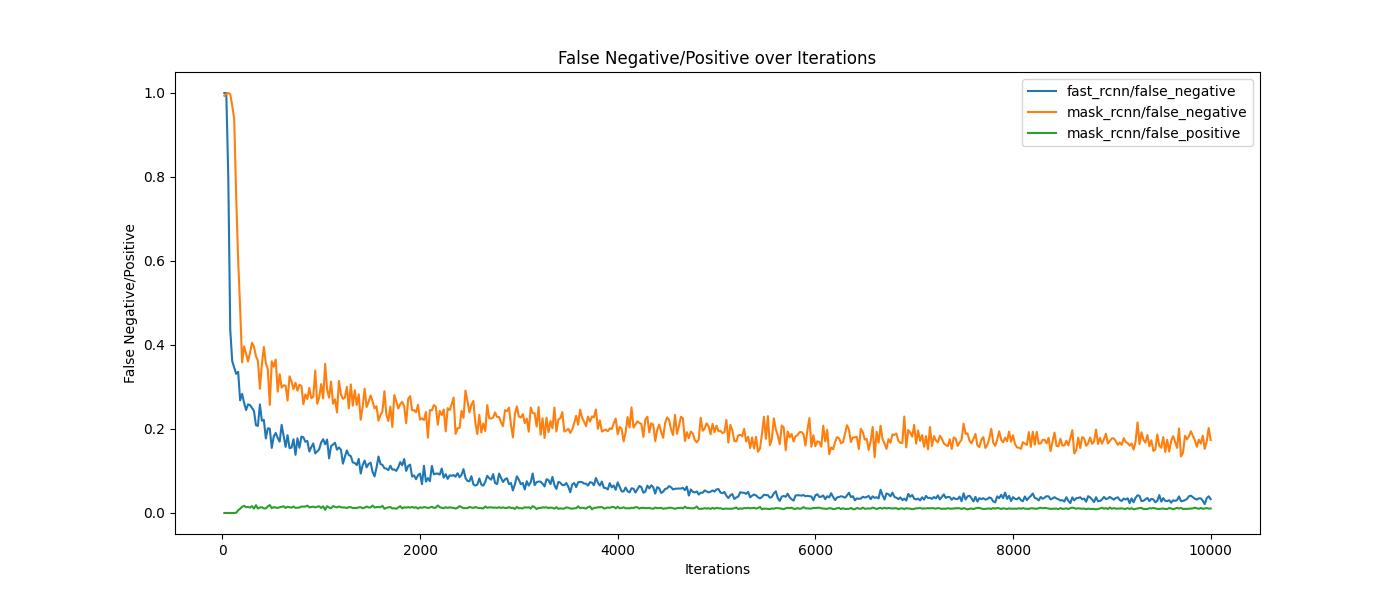 False Negative/Positive over Iterations
fast_rcnn/false_negative
mask_rcnn/false_negative
mask_rcnn/false_positive
1.0
0.8
0.6
0.4
0.2
0.0
False Negative/Positive
0 2000 4000 6000 8000 10000
Iterations